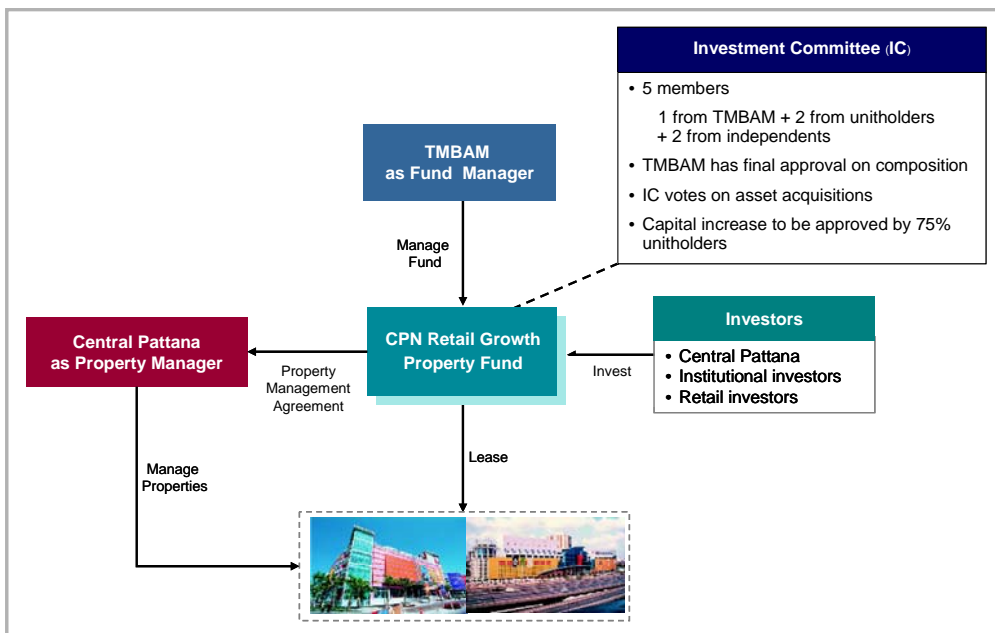 Investment Committee (IC)
• 5 members
1 from TMBAM + 2 from unitholders
+ 2 from independents
• TMBAM has final approval on composition
• IC votes on asset acquisitions
• Capital increase to be approved by 75%
unitholders
TMBAM
as Fund Manager
Manage
Fund
CPN Retail Growth
Property Fund
Central Pattana
as Property Manager
Property
Management
Agreement
Invest
Investors
• Central Pattana
• Institutional investors
• Retail investors
Lease
Manage
Properties